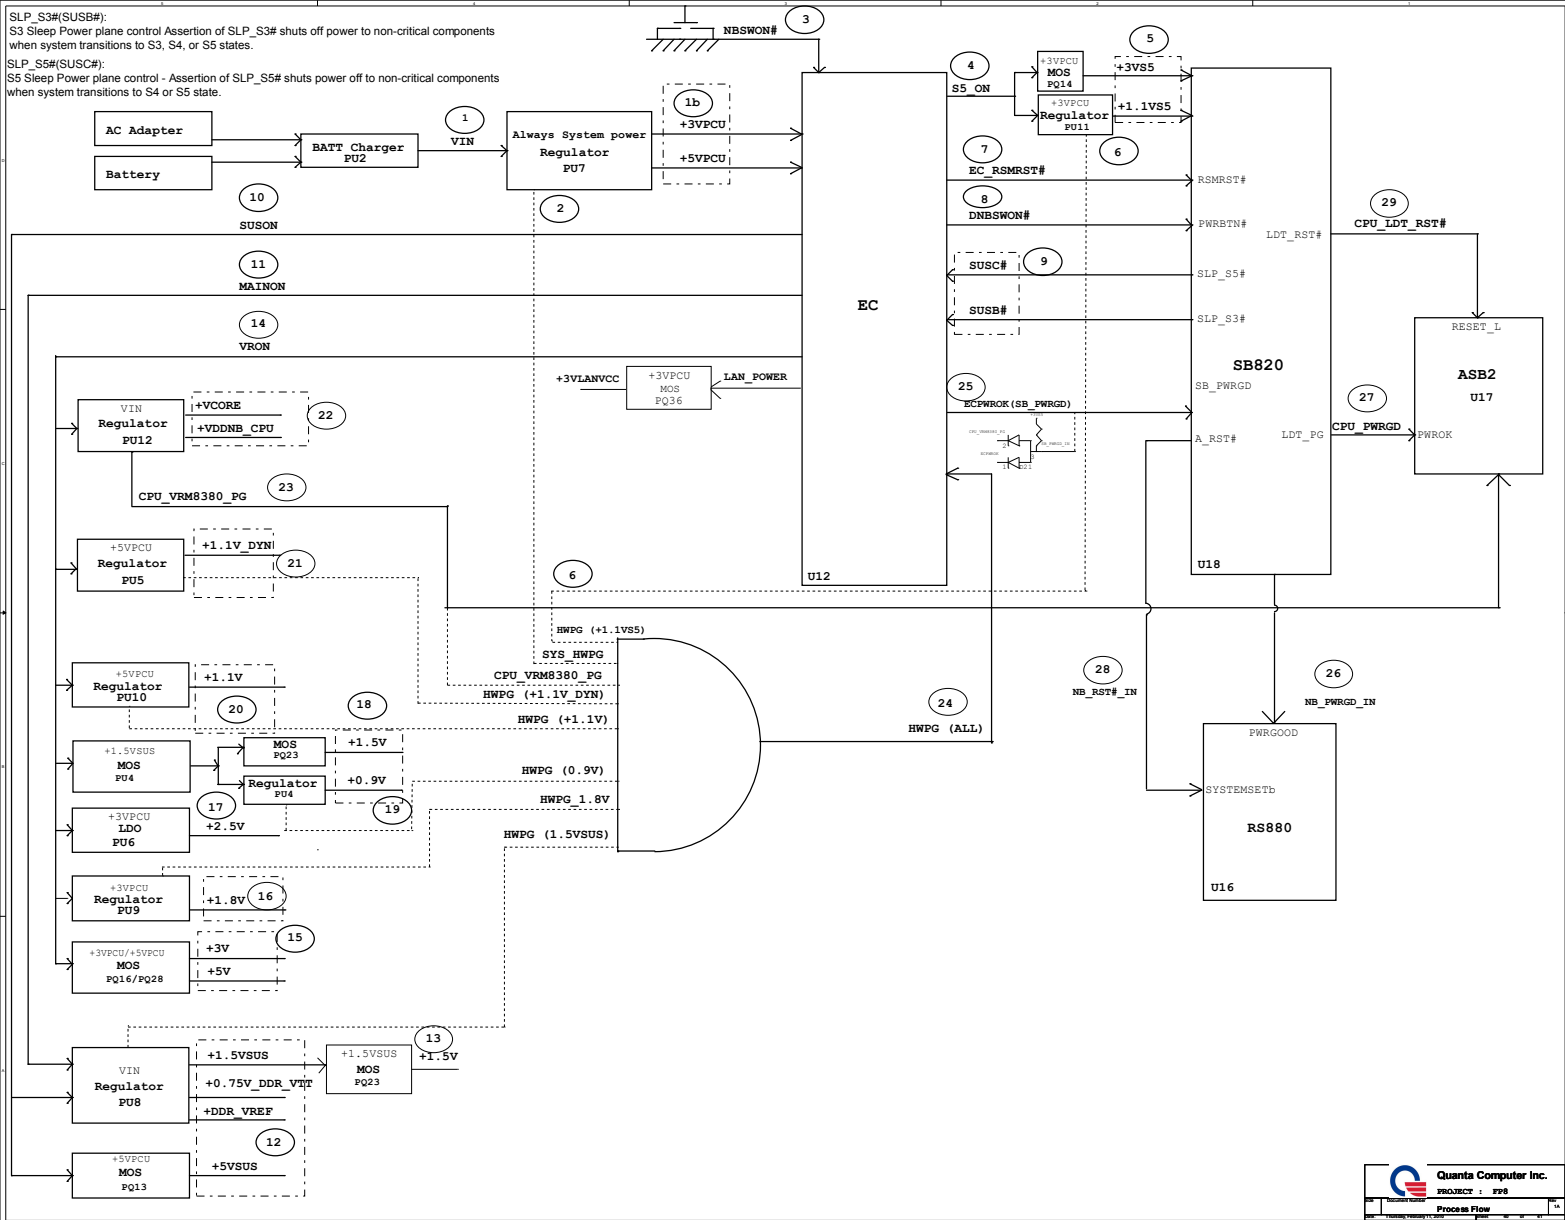 SLP_S3#(SUSB#):
S3 Sleep Power plane control Assertion of SLP_S3# shuts off power to non-critical components
when system transitions to S3, S4, or S5 states.
SLP_S5#(SUSC#):
S5 Sleep Power plane control - Assertion of SLP_S5# shuts power off to non-critical components
when system transitions to S4 or S5 state.
NBSWON#
3
AC Adapter
Battery
BATT Charger
PU2
1
VIN
Always System power
Regulator
PU7
1b
+3VPCU
+5VPCU
2
4
S5_ON
+3VPCU
MOS
PQ14
+3VPCU
Regulator
PU11
5
+3VS5
+1.1VS5
6
7
EC_RSMRST#
8
DNBSWON#
9
SUSC#
SUSB#
RSMRST#
PWRBTN#
LDT_RST#
SLP_S5#
SLP_S3#
SB820
SB_PWRGD
A_RST#
LDT_PG
U18
29
CPU_LDT_RST#
RESET_L
ASB2
U17
27
CPU_PWRGD
PWROK
10
SUSON
11
MAINON
14
VRON
EC
U12
+3VLANVCC
+3VPCU
MOS
PQ36
LAN_POWER
25
ECPWROK(SB_PWRGD)
2
1
3
D21
VIN
Regulator
PU12
+VCORE
+VDDNB_CPU
22
CPU_VRM8380_PG
23
+5VPCU
Regulator
PU5
+1.1V_DYN
21
6
HWPG (+1.1VS5)
SYS_HWPG
CPU_VRM8380_PG
HWPG (+1.1V_DYN)
HWPG (+1.1V)
HWPG (0.9V)
HWPG_1.8V
HWPG (1.5VSUS)
24
HWPG (ALL)
28
NB_RST#_IN
26
NB_PWRGD_IN
PWRGOOD
SYSTEMSETb
RS880
U16
+5VPCU
Regulator
PU10
+1.1V
20
+1.5VSUS
MOS
PU4
MOS
PQ23
Regulator
PU4
18
+1.5V
+0.9V
19
+3VPCU
LDO
PU6
17
+2.5V
+3VPCU
Regulator
PU9
+1.8V
16
+3VPCU/+5VPCU
MOS
PQ16/PQ28
+3V
+5V
15
VIN
Regulator
PU8
+1.5VSUS
+0.75V_DDR_VTT
+DDR_VREF
+1.5VSUS
MOS
PQ23
13
+1.5V
12
+5VPCU
MOS
PQ13
+5VSUS
Quanta Computer Inc.
PROJECT : FP8
Document Number
Process Flow
1A